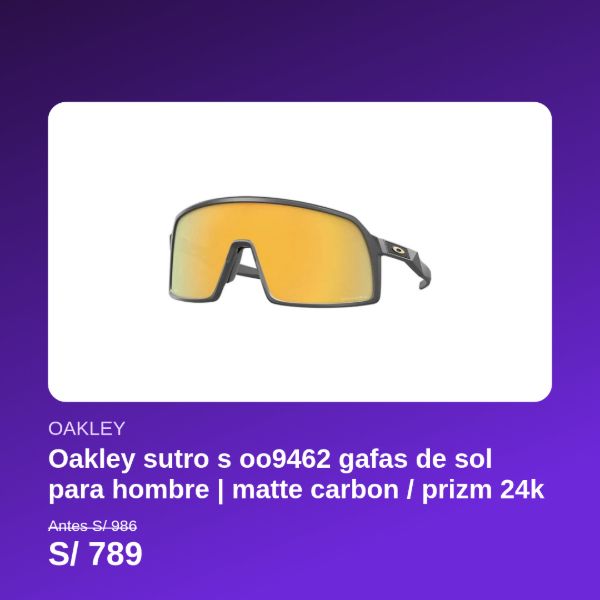 OAKLEY
Oakley sutro s oo9462 gafas de sol
para hombre | matte carbon / prizm 24k
Antes S/ 986
S/ 789